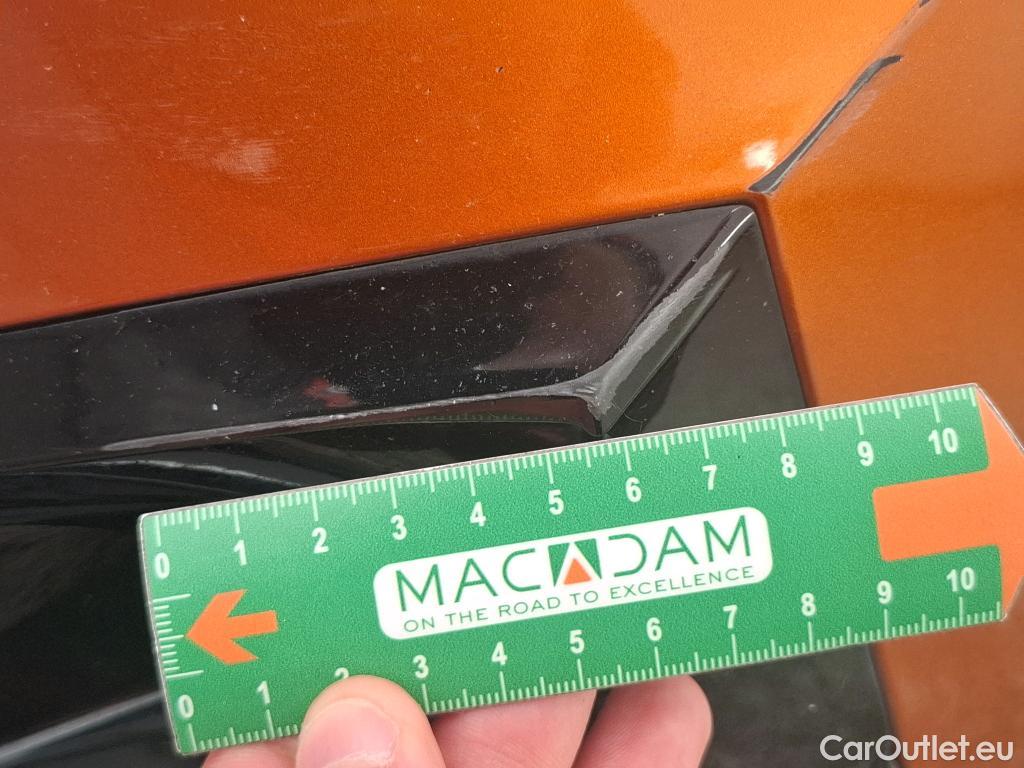 0 1 2 3 4 5 6 7 8 9 10
MACADAM
ON THE ROAD TO EXCELLENCE
0 1 2 3 4 5 6 7 8 9 10
CarOutlet.eu